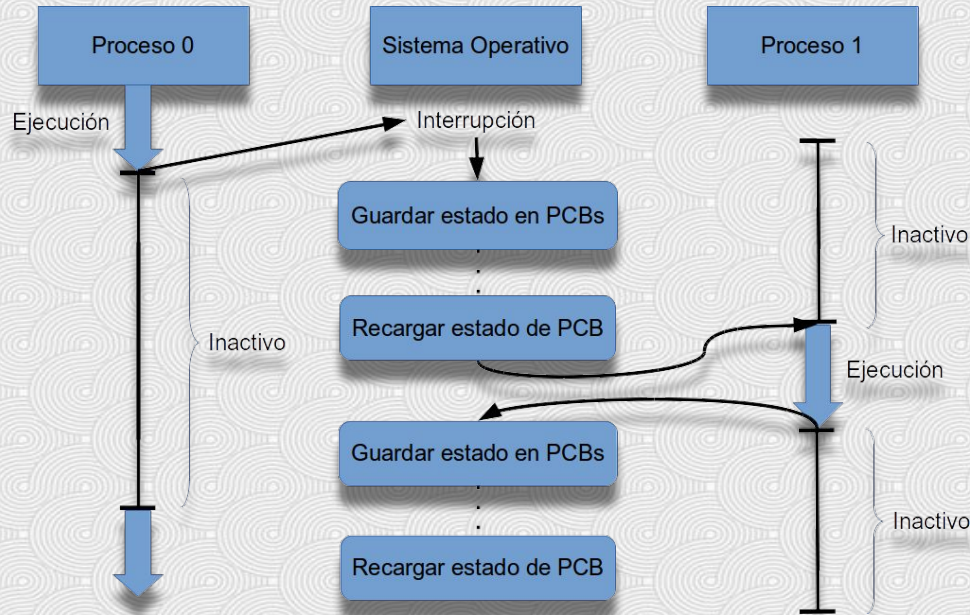 Proceso 0
Sistema Operativo
Proceso 1
Ejecución
Interrupción
Guardar estado en PCBs
Inactivo
Recargar estado de PCB
Inactivo
Ejecución
Guardar estado en PCBs
Inactivo
Recargar estado de PCB